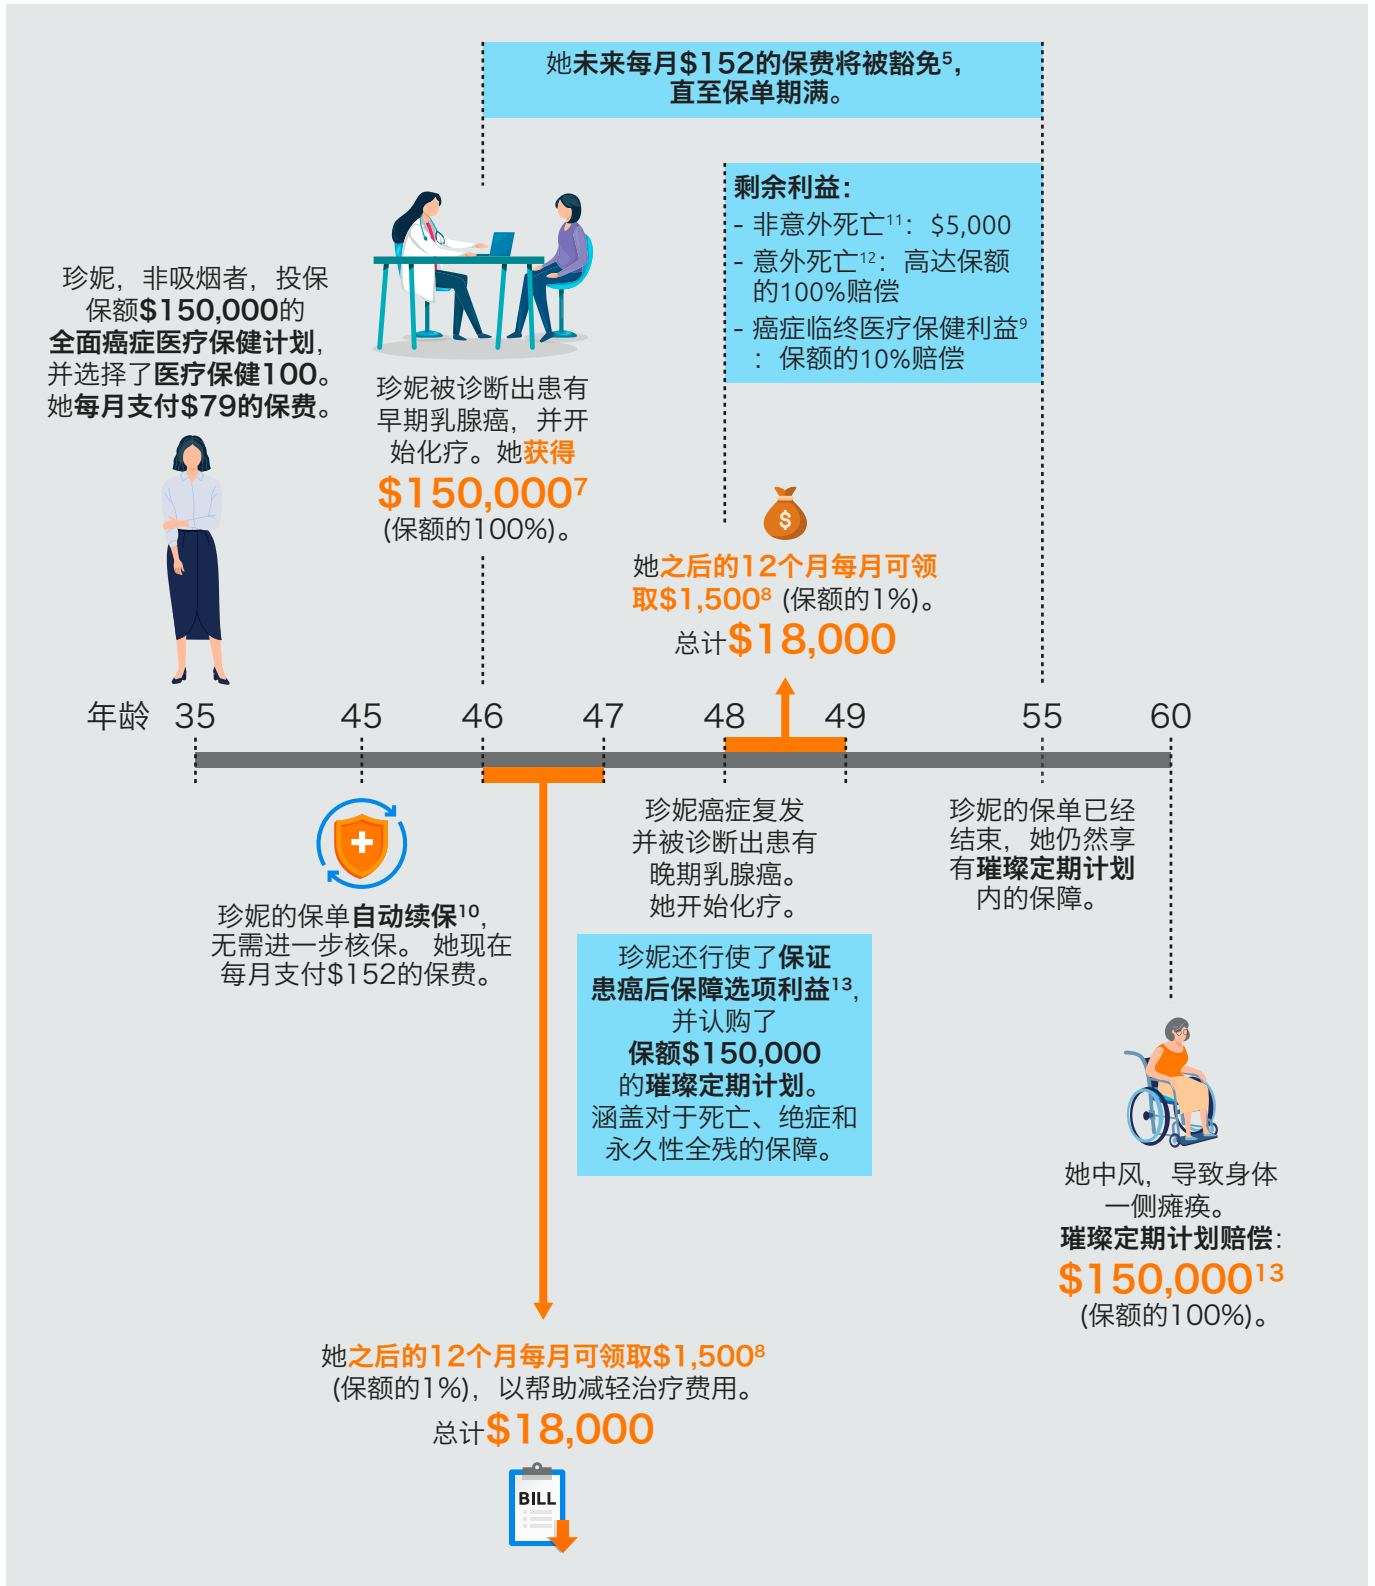 她未来每月$152的保费将被豁免⁵，
直至保单期满。
剩余利益：
- 非意外死亡¹¹：$5,000
- 意外死亡¹²：高达保额
的100%赔偿
- 癌症临终医疗保健利益⁹
：保额的10%赔偿
珍妮，非吸烟者，投保
保额$150,000的
全面癌症医疗保健计划，
并选择了医疗保健100。
她每月支付$79的保费。
珍妮被诊断出患有
早期乳腺癌，并开
始化疗。她获得
$150,000⁷
(保额的100%)。
她之后的12个月每月可领
取$1,500⁸ (保额的1%)。
总计$18,000
年龄 35 45 46 47 48 49 55 60
珍妮的保单自动续保¹⁰，
无需进一步核保。 她现在
每月支付$152的保费。
珍妮癌症复发
并被诊断出患有
晚期乳腺癌。
她开始化疗。
珍妮还行使了保证
患癌后保障选项利益¹³，
并认购了
保额$150,000
的璀璨定期计划。
涵盖对于死亡、绝症和
永久性全残的保障。
珍妮的保单已经
结束，她仍然享
有璀璨定期计划
内的保障。
她中风，导致身体
一侧瘫痪。
璀璨定期计划赔偿：
$150,000¹³
(保额的100%)。
她之后的12个月每月可领取$1,500⁸
(保额的1%)，以帮助减轻治疗费用。
总计$18,000
BILL